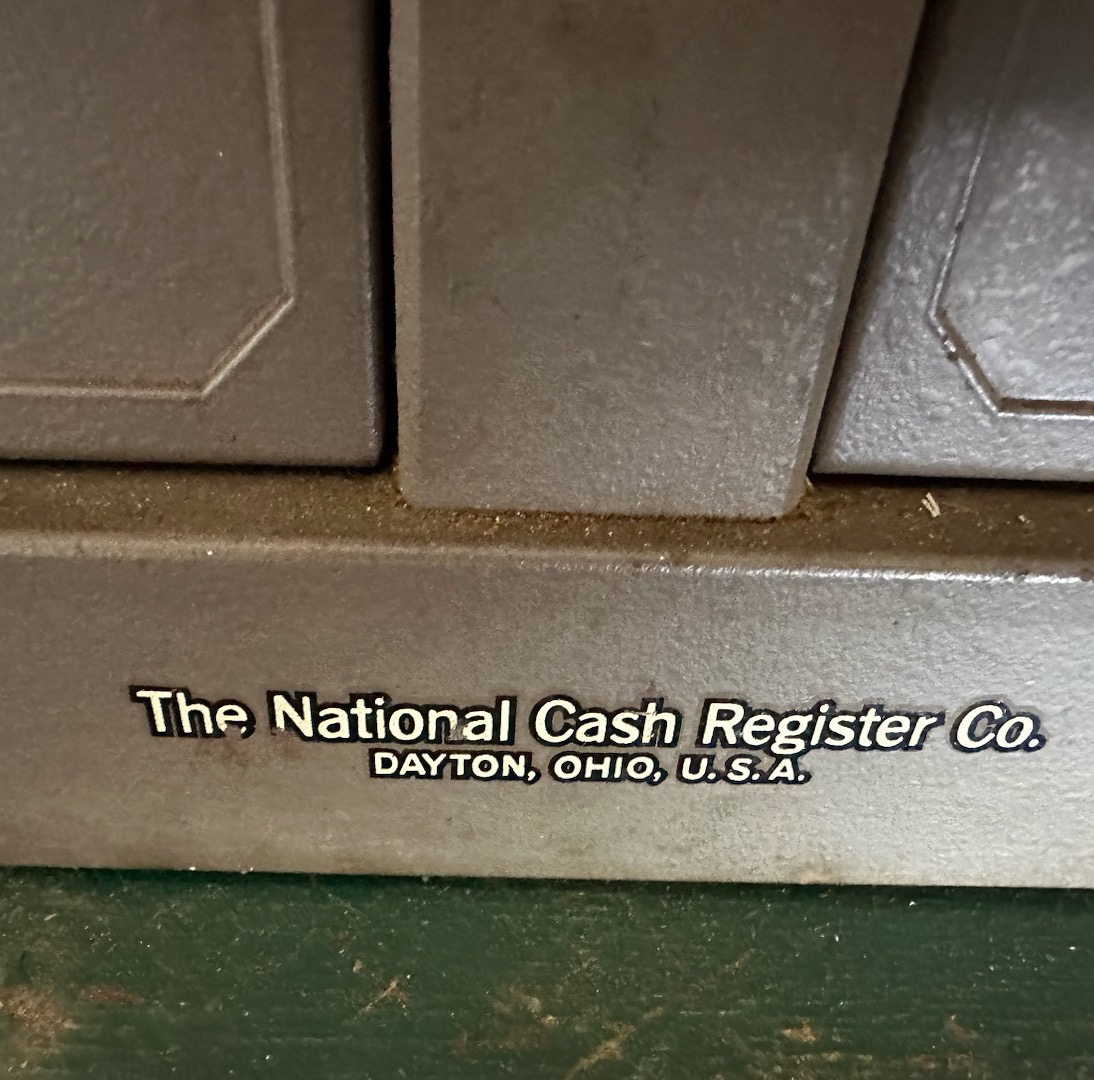 The National Cash Register Co.
DAYTON, OHIO, U.S.A.